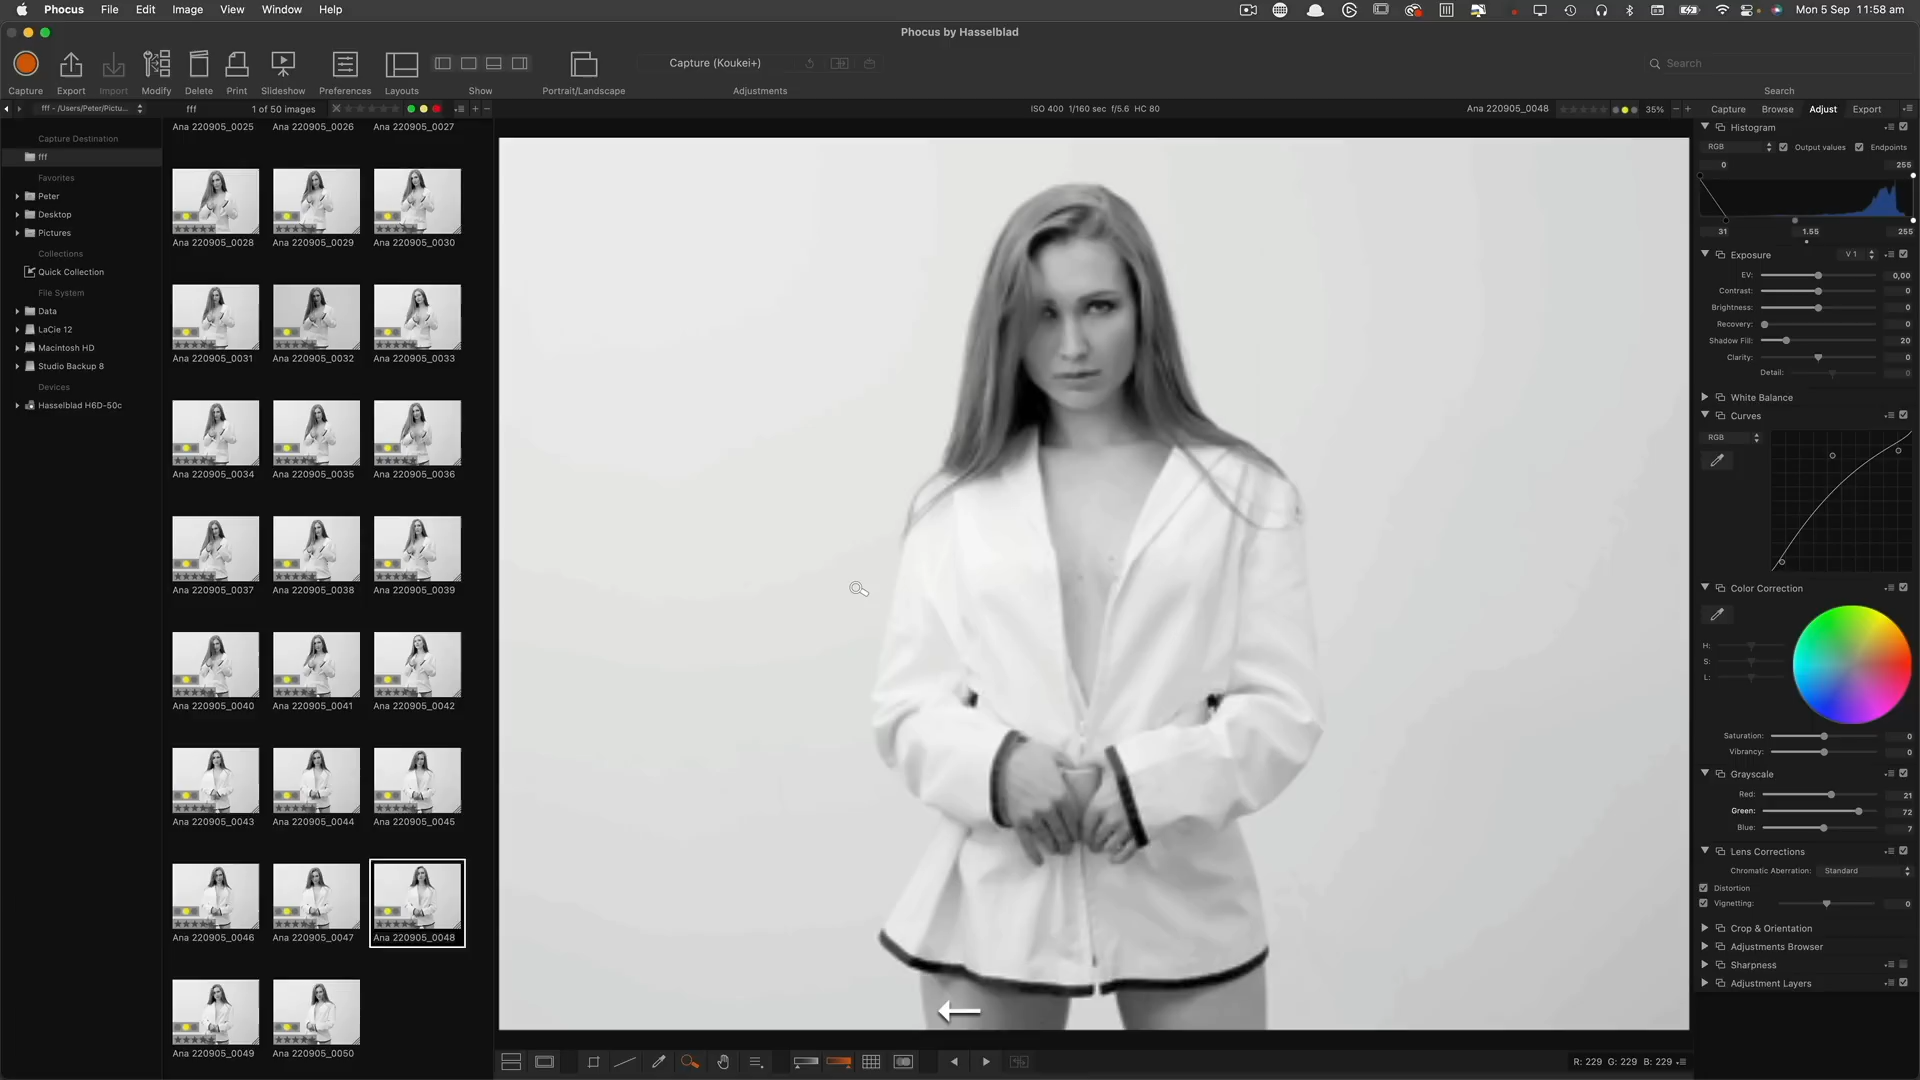 Phocus File Edit Image View Window Help
Mon 5 Sep 11:58 am
Phocus by Hasselblad
Capture Export Import Modify Delete Print Slideshow Preferences Layouts Show Portrait/Landscape
Capture (Koukei+)
Adjustments
Search
Search
fff - /Users/Peter/Pictu...
fff
1 of 50 images
ISO 400 1/160 sec f/5.6 HC 80
Ana 220905_0048
35%
Capture Browse Adjust Export
Capture Destination
fff
Favorites
Peter
Desktop
Pictures
Collections
Quick Collection
File System
Data
LaCie 12
Macintosh HD
Studio Backup 8
Devices
Hasselblad H6D-50c
Ana 220905_0025 Ana 220905_0026 Ana 220905_0027
Ana 220905_0028 Ana 220905_0029 Ana 220905_0030
Ana 220905_0031 Ana 220905_0032 Ana 220905_0033
Ana 220905_0034 Ana 220905_0035 Ana 220905_0036
Ana 220905_0037 Ana 220905_0038 Ana 220905_0039
Ana 220905_0040 Ana 220905_0041 Ana 220905_0042
Ana 220905_0043 Ana 220905_0044 Ana 220905_0045
Ana 220905_0046 Ana 220905_0047 Ana 220905_0048
Ana 220905_0049 Ana 220905_0050
Histogram
RGB Output values Endpoints
0 255
31 1.55 255
Exposure V 1
EV: 0,00
Contrast: 0
Brightness: 0
Recovery: 0
Shadow Fill: 20
Clarity: 0
Detail: 0
White Balance
Curves
RGB
Color Correction
H:
S:
L:
Saturation: 0
Vibrancy: 0
Grayscale
Red: 21
Green: 72
Blue: 7
Lens Corrections
Chromatic Aberration: Standard
Distortion
Vignetting: 0
Crop & Orientation
Adjustments Browser
Sharpness
Adjustment Layers
R: 229 G: 229 B: 229